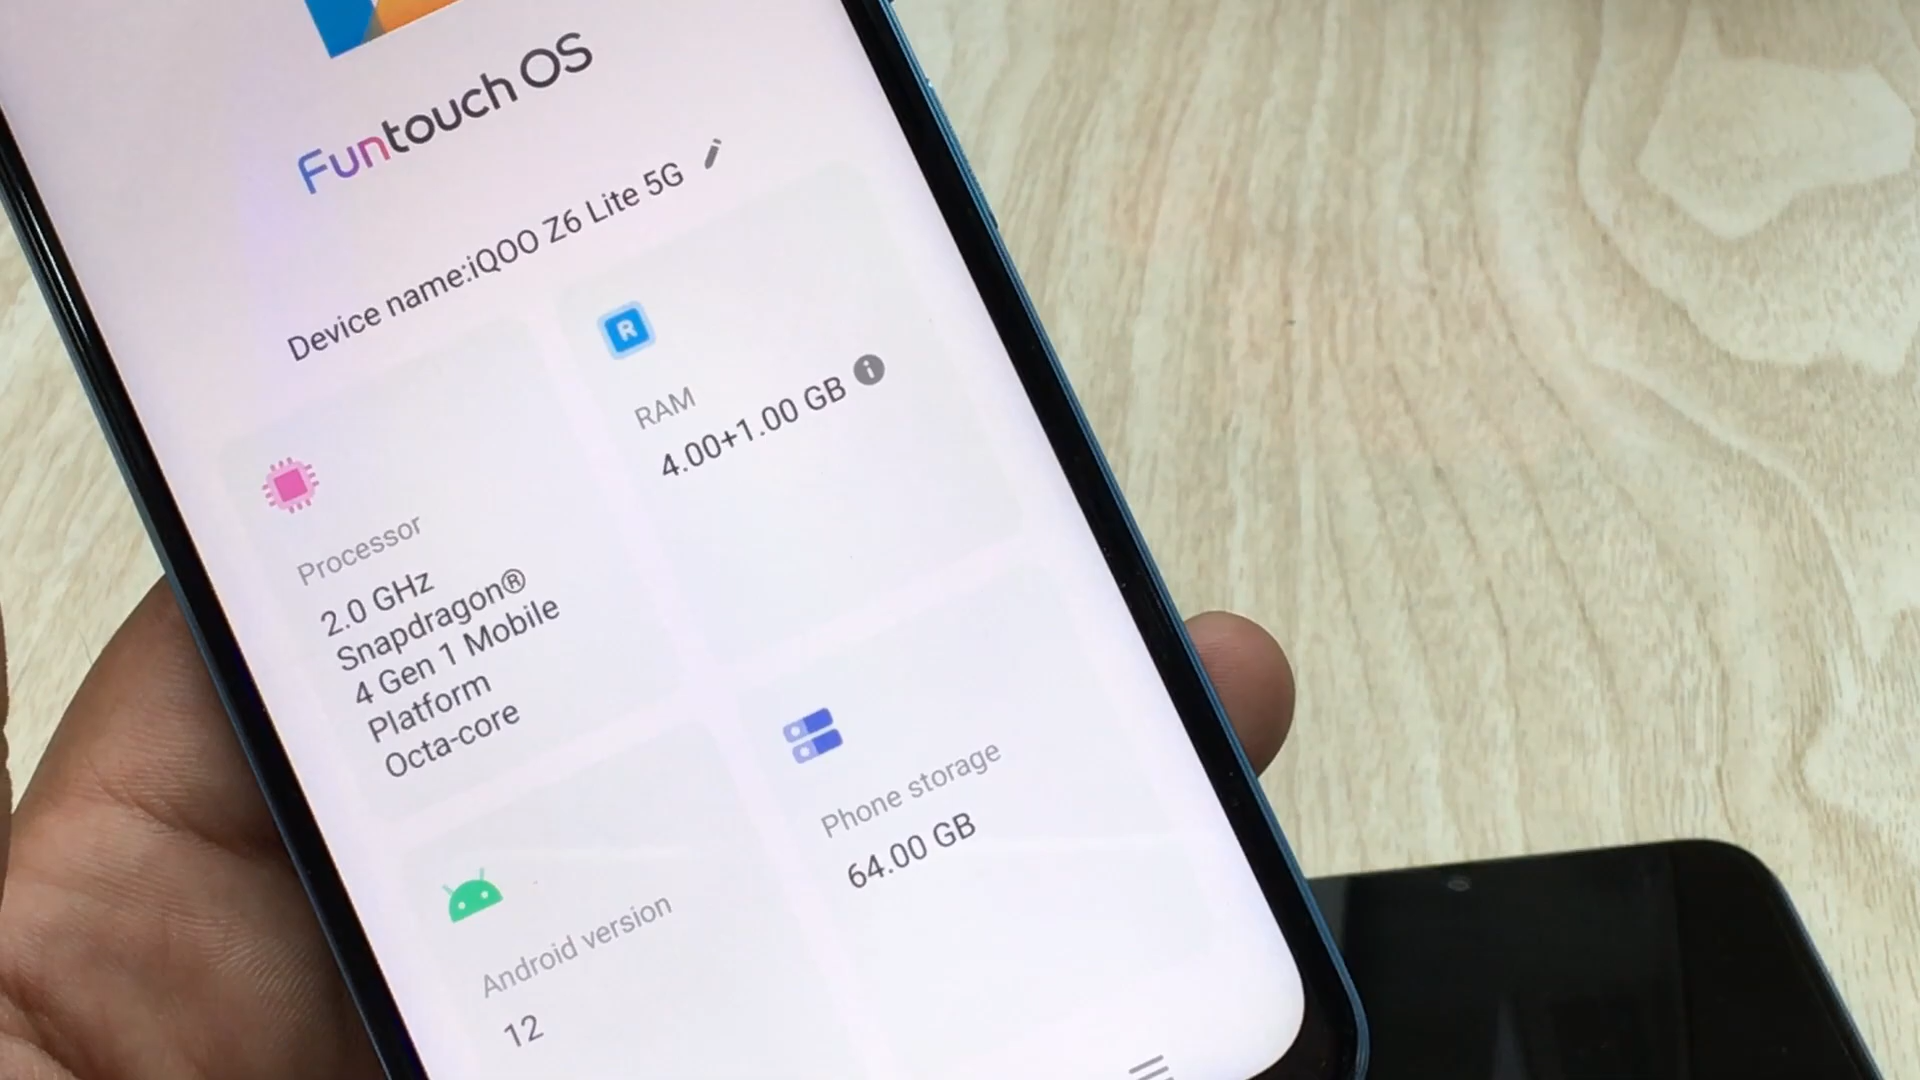 Funtouch OS
Device name:iQOO Z6 Lite 5G
R
RAM
4.00+1.00 GB i
Processor
2.0 GHz
Snapdragon®
4 Gen 1 Mobile
Platform
Octa-core
Phone storage
64.00 GB
Android version
12